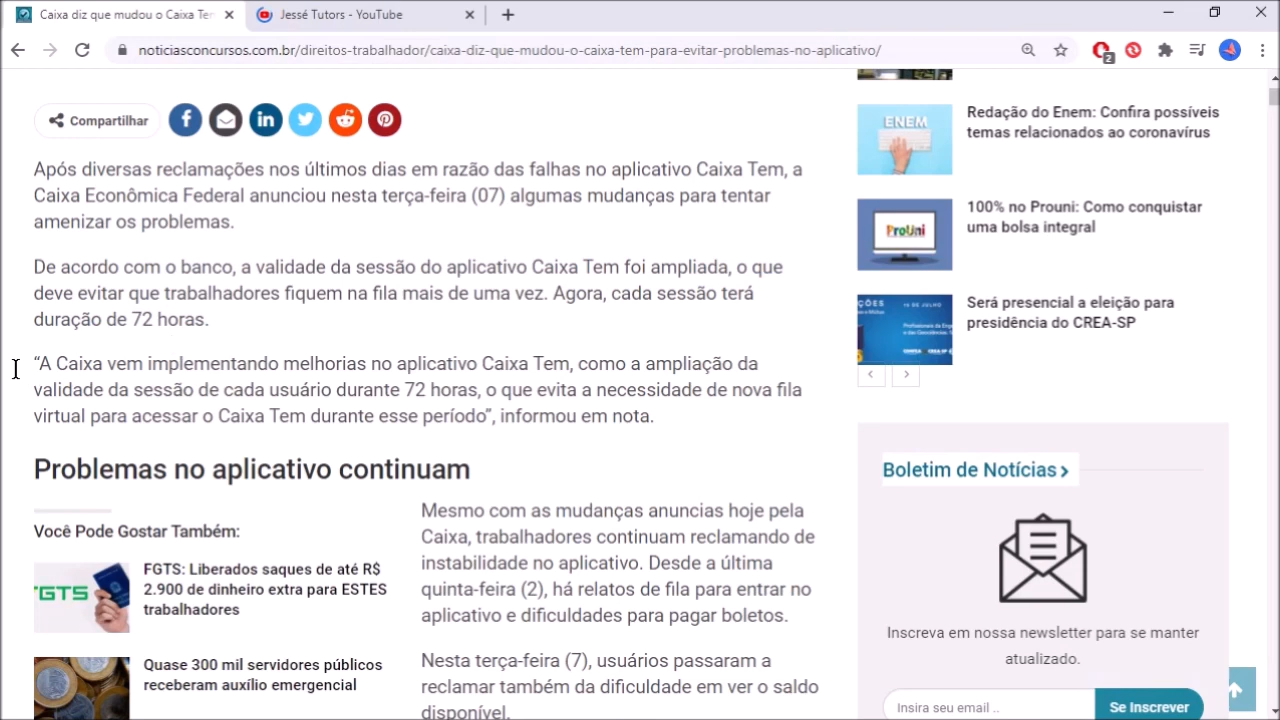 Caixa diz que mudou o Caixa Tem
Jessé Tutors - YouTube
noticiasconcursos.com.br/direitos-trabalhador/caixa-diz-que-mudou-o-caixa-tem-para-evitar-problemas-no-aplicativo/
2
Compartilhar
Após diversas reclamações nos últimos dias em razão das falhas no aplicativo Caixa Tem, a
Caixa Econômica Federal anunciou nesta terça-feira (07) algumas mudanças para tentar
amenizar os problemas.
De acordo com o banco, a validade da sessão do aplicativo Caixa Tem foi ampliada, o que
deve evitar que trabalhadores fiquem na fila mais de uma vez. Agora, cada sessão terá
duração de 72 horas.
“A Caixa vem implementando melhorias no aplicativo Caixa Tem, como a ampliação da
validade da sessão de cada usuário durante 72 horas, o que evita a necessidade de nova fila
virtual para acessar o Caixa Tem durante esse período”, informou em nota.
Problemas no aplicativo continuam
Você Pode Gostar Também:
FGTS
FGTS: Liberados saques de até R$
2.900 de dinheiro extra para ESTES
trabalhadores
Quase 300 mil servidores públicos
receberam auxílio emergencial
Mesmo com as mudanças anuncias hoje pela
Caixa, trabalhadores continuam reclamando de
instabilidade no aplicativo. Desde a última
quinta-feira (2), há relatos de fila para entrar no
aplicativo e dificuldades para pagar boletos.
Nesta terça-feira (7), usuários passaram a
reclamar também da dificuldade em ver o saldo
disponível.
ENEM
Redação do Enem: Confira possíveis
temas relacionados ao coronavírus
ProUni
100% no Prouni: Como conquistar
uma bolsa integral
ÇÕES
Será presencial a eleição para
presidência do CREA-SP
Boletim de Notícias
Inscreva em nossa newsletter para se manter
atualizado.
Insira seu email ..
Se Inscrever